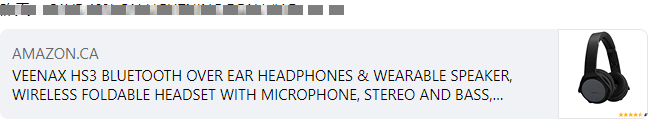 AMAZON.CA
VEENAX HS3 BLUETOOTH OVER EAR HEADPHONES & WEARABLE SPEAKER,
WIRELESS FOLDABLE HEADSET WITH MICROPHONE, STEREO AND BASS,...